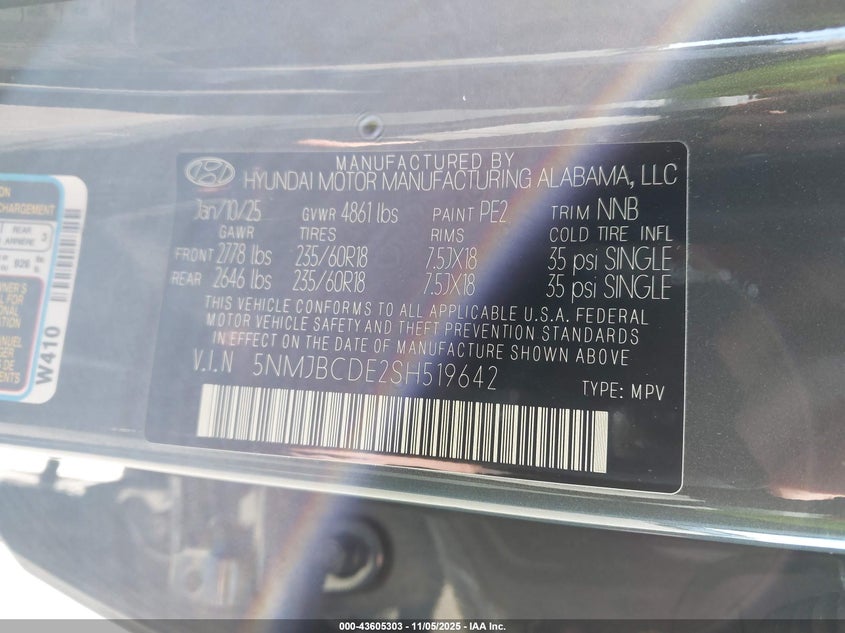 MANUFACTURED BY
HYUNDAI MOTOR MANUFACTURING ALABAMA, LLC
Jan/10/25 GVWR 4861 lbs PAINT PE2 TRIM NNB
GAWR TIRES RIMS COLD TIRE INFL
FRONT 2778 lbs 235/60R18 7.5JX18 35 psi SINGLE
REAR 2646 lbs 235/60R18 7.5JX18 35 psi SINGLE
THIS VEHICLE CONFORMS TO ALL APPLICABLE U.S.A. FEDERAL
MOTOR VEHICLE SAFETY AND THEFT PREVENTION STANDARDS
IN EFFECT ON THE DATE OF MANUFACTURE SHOWN ABOVE
V.I.N 5NMJBCDE2SH519642
TYPE: MPV
CHARGEMENT
REAR
ARRIÈRE 3
W410
000-43605303 — 11/05/2025 — IAA Inc.